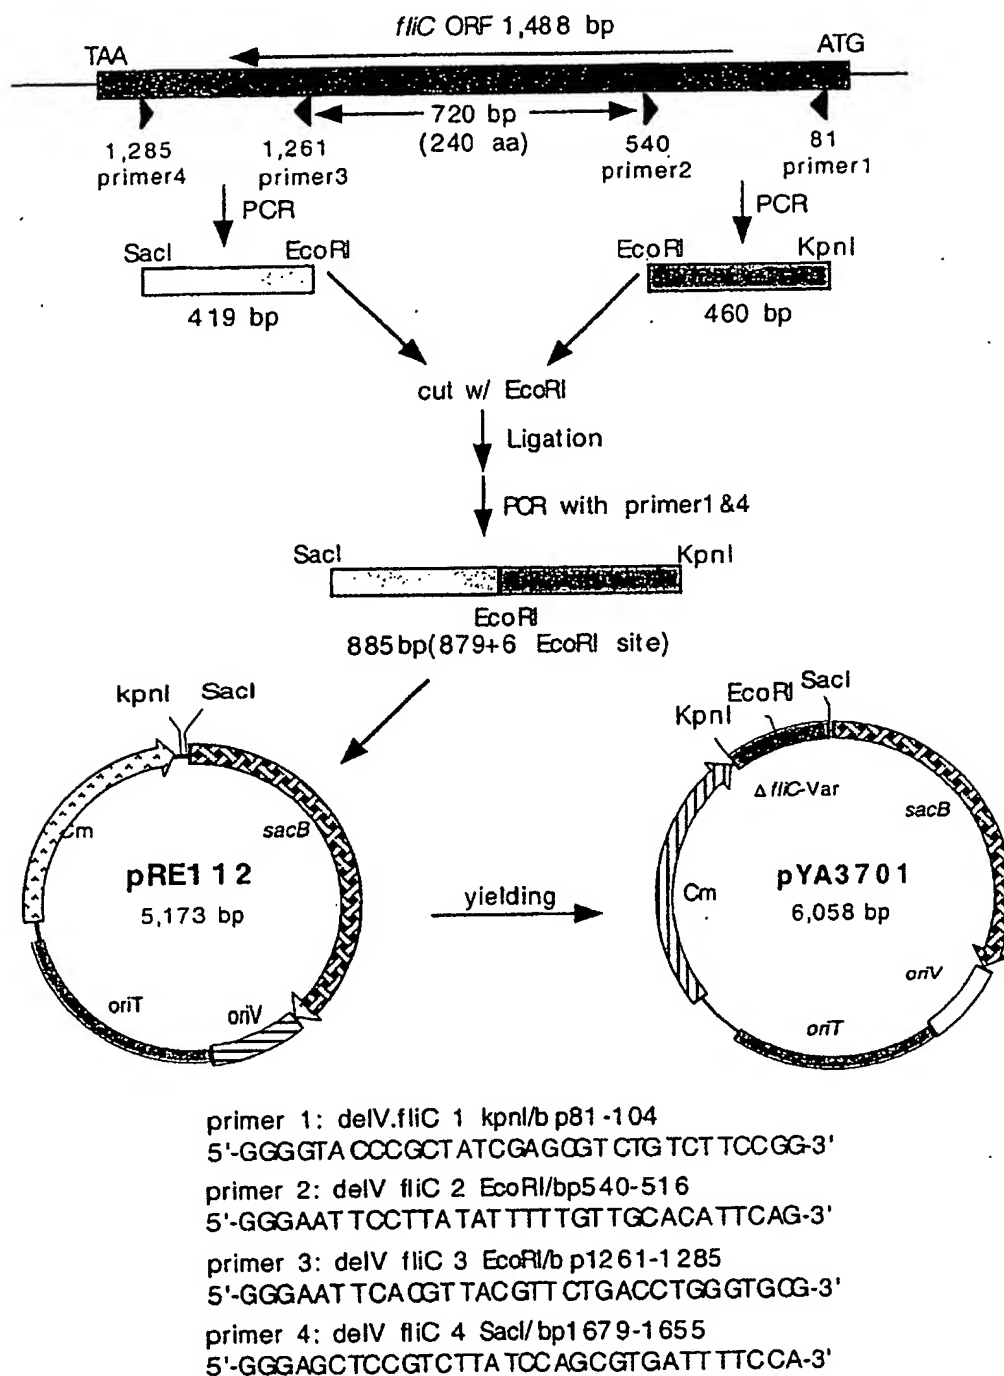 fliC ORF 1,488 bp
TAA
ATG
720 bp
(240 aa)
1,285
primer4
1,261
primer3
540
primer2
81
primer1
PCR
PCR
SacI
EcoRI
EcoRI
KpnI
419 bp
460 bp
cut w/ EcoRI
Ligation
PCR with primer1&4
SacI
KpnI
EcoRI
885bp(879+6 EcoRI site)
kpnI
SacI
Cm
sacB
pRE112
5,173 bp
oriT
oriV
yielding
KpnI
EcoRI
SacI
Δ fliC-Var
sacB
Cm
pYA3701
6,058 bp
oriV
oriT
primer 1: delV.fliC 1 kpnI/bp81-104
5'-GGGGTACCCGCTATCGAGCGTCTGTCTTCCGG-3'
primer 2: delV fliC 2 EcoRI/bp540-516
5'-GGGAATTCCTTATATTTTTGTTGCACATTCAG-3'
primer 3: delV fliC 3 EcoRI/bp1261-1285
5'-GGGAATTCACGTTACGTTCTGACCTGGGTGCG-3'
primer 4: delV fliC 4 SacI/bp1679-1655
5'-GGGAGCTCCGTCTTATCCAGCGTGATTTTCCA-3'